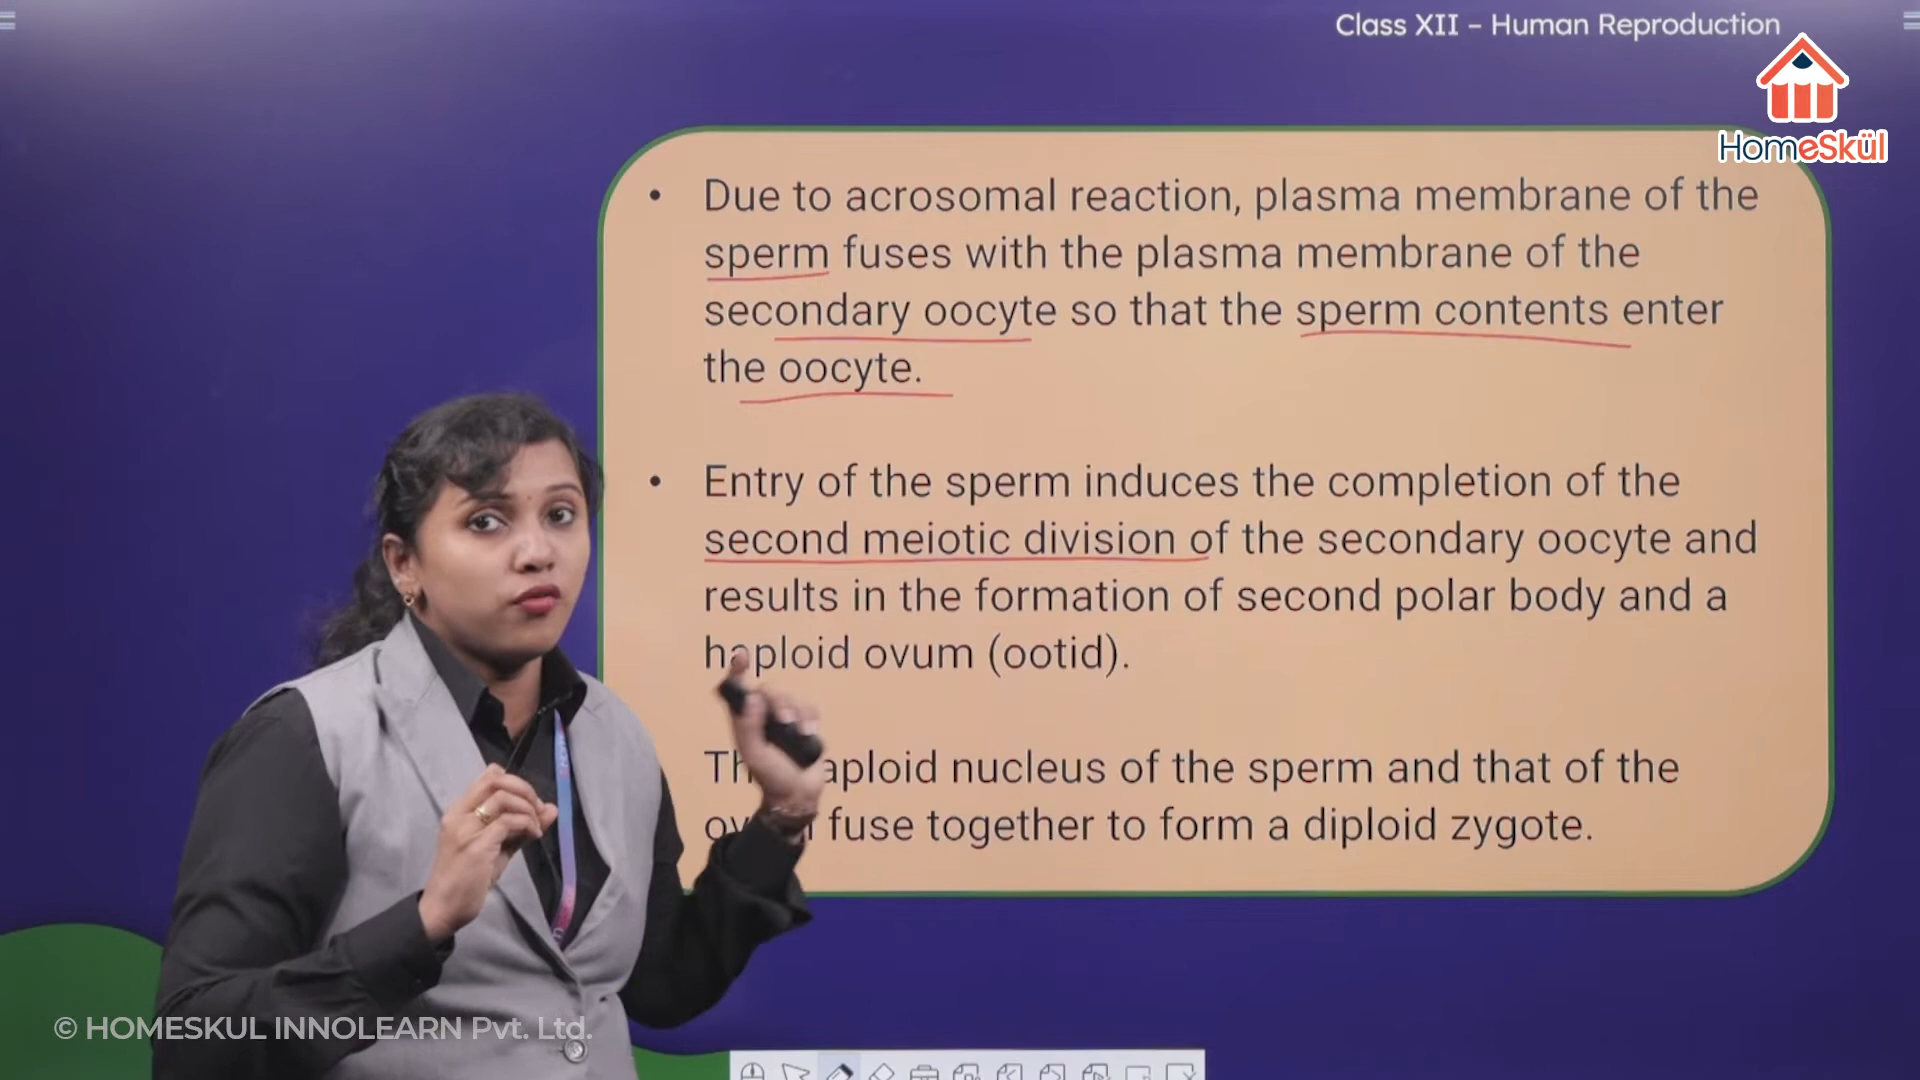 Class XII – Human Reproduction
HomeSkül
• Due to acrosomal reaction, plasma membrane of the
sperm fuses with the plasma membrane of the
secondary oocyte so that the sperm contents enter
the oocyte.
• Entry of the sperm induces the completion of the
second meiotic division of the secondary oocyte and
results in the formation of second polar body and a
haploid ovum (ootid).
haploid nucleus of the sperm and that of the
fuse together to form a diploid zygote.
© HOMESKUL INNOLEARN Pvt. Ltd.